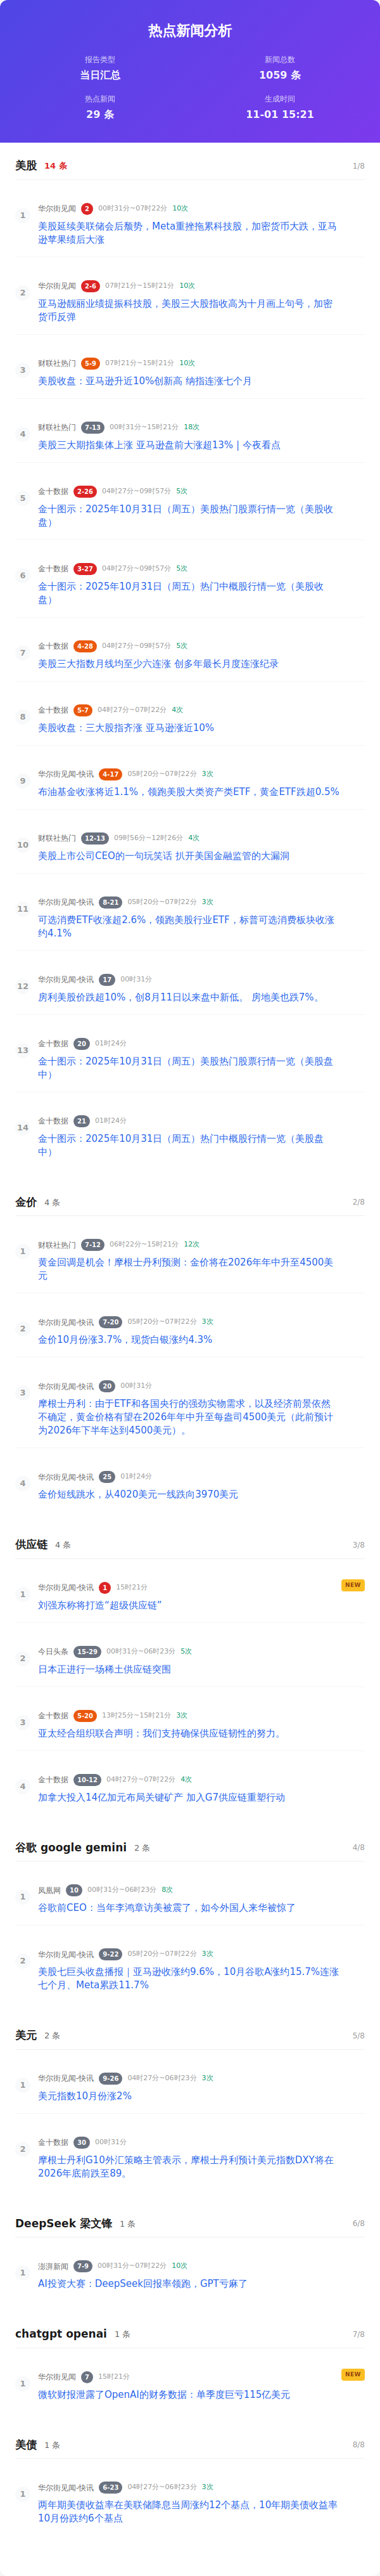 热点新闻分析
报告类型
当日汇总
新闻总数
1059 条
热点新闻
29 条
生成时间
11-01 15:21
美股 14 条 1/8
1
华尔街见闻 2 00时31分~07时22分 10次
美股延续美联储会后颓势，Meta重挫拖累科技股，加密货币大跌，亚马
逊苹果绩后大涨
2
华尔街见闻 2-6 07时21分~15时21分 10次
亚马逊靓丽业绩提振科技股，美股三大股指收高为十月画上句号，加密
货币反弹
3
财联社热门 5-9 07时21分~15时21分 10次
美股收盘：亚马逊升近10%创新高 纳指连涨七个月
4
财联社热门 7-13 00时31分~15时21分 18次
美股三大期指集体上涨 亚马逊盘前大涨超13% | 今夜看点
5
金十数据 2-26 04时27分~09时57分 5次
金十图示：2025年10月31日（周五）美股热门股票行情一览（美股收
盘）
6
金十数据 3-27 04时27分~09时57分 5次
金十图示：2025年10月31日（周五）热门中概股行情一览（美股收
盘）
7
金十数据 4-28 04时27分~09时57分 5次
美股三大指数月线均至少六连涨 创多年最长月度连涨纪录
8
金十数据 5-7 04时27分~07时22分 4次
美股收盘：三大股指齐涨 亚马逊涨近10%
9
华尔街见闻-快讯 4-17 05时20分~07时22分 3次
布油基金收涨将近1.1%，领跑美股大类资产类ETF，黄金ETF跌超0.5%
10
财联社热门 12-13 09时56分~12时26分 4次
美股上市公司CEO的一句玩笑话 扒开美国金融监管的大漏洞
11
华尔街见闻-快讯 8-21 05时20分~07时22分 3次
可选消费ETF收涨超2.6%，领跑美股行业ETF，标普可选消费板块收涨
约4.1%
12
华尔街见闻-快讯 17 00时31分
房利美股价跌超10%，创8月11日以来盘中新低。 房地美也跌7%。
13
金十数据 20 01时24分
金十图示：2025年10月31日（周五）美股热门股票行情一览（美股盘
中）
14
金十数据 21 01时24分
金十图示：2025年10月31日（周五）热门中概股行情一览（美股盘
中）
金价 4 条 2/8
1
财联社热门 7-12 06时22分~15时21分 12次
黄金回调是机会！摩根士丹利预测：金价将在2026年年中升至4500美
元
2
华尔街见闻-快讯 7-20 05时20分~07时22分 3次
金价10月份涨3.7%，现货白银涨约4.3%
3
华尔街见闻-快讯 20 00时31分
摩根士丹利：由于ETF和各国央行的强劲实物需求，以及经济前景依然
不确定，黄金价格有望在2026年年中升至每盎司4500美元（此前预计
为2026年下半年达到4500美元）。
4
华尔街见闻-快讯 25 01时24分
金价短线跳水，从4020美元一线跌向3970美元
供应链 4 条 3/8
1
华尔街见闻-快讯 1 15时21分 NEW
刘强东称将打造“超级供应链”
2
今日头条 15-29 00时31分~06时23分 5次
日本正进行一场稀土供应链突围
3
金十数据 5-20 13时25分~15时21分 3次
亚太经合组织联合声明：我们支持确保供应链韧性的努力。
4
金十数据 10-12 04时27分~07时22分 4次
加拿大投入14亿加元布局关键矿产 加入G7供应链重塑行动
谷歌 google gemini 2 条 4/8
1
凤凰网 10 00时31分~06时23分 8次
谷歌前CEO：当年李鸿章访美被震了，如今外国人来华被惊了
2
华尔街见闻-快讯 9-22 05时20分~07时22分 3次
美股七巨头收盘播报｜亚马逊收涨约9.6%，10月谷歌A涨约15.7%连涨
七个月、Meta累跌11.7%
美元 2 条 5/8
1
华尔街见闻-快讯 9-26 04时27分~06时23分 3次
美元指数10月份涨2%
2
金十数据 30 00时31分
摩根士丹利G10外汇策略主管表示，摩根士丹利预计美元指数DXY将在
2026年底前跌至89。
DeepSeek 梁文锋 1 条 6/8
1
澎湃新闻 7-9 00时31分~07时22分 10次
AI投资大赛：DeepSeek回报率领跑，GPT亏麻了
chatgpt openai 1 条 7/8
1
华尔街见闻 7 15时21分 NEW
微软财报泄露了OpenAI的财务数据：单季度巨亏115亿美元
美债 1 条 8/8
1
华尔街见闻-快讯 6-23 04时27分~06时23分 3次
两年期美债收益率在美联储降息当周涨约12个基点，10年期美债收益率
10月份跌约6个基点